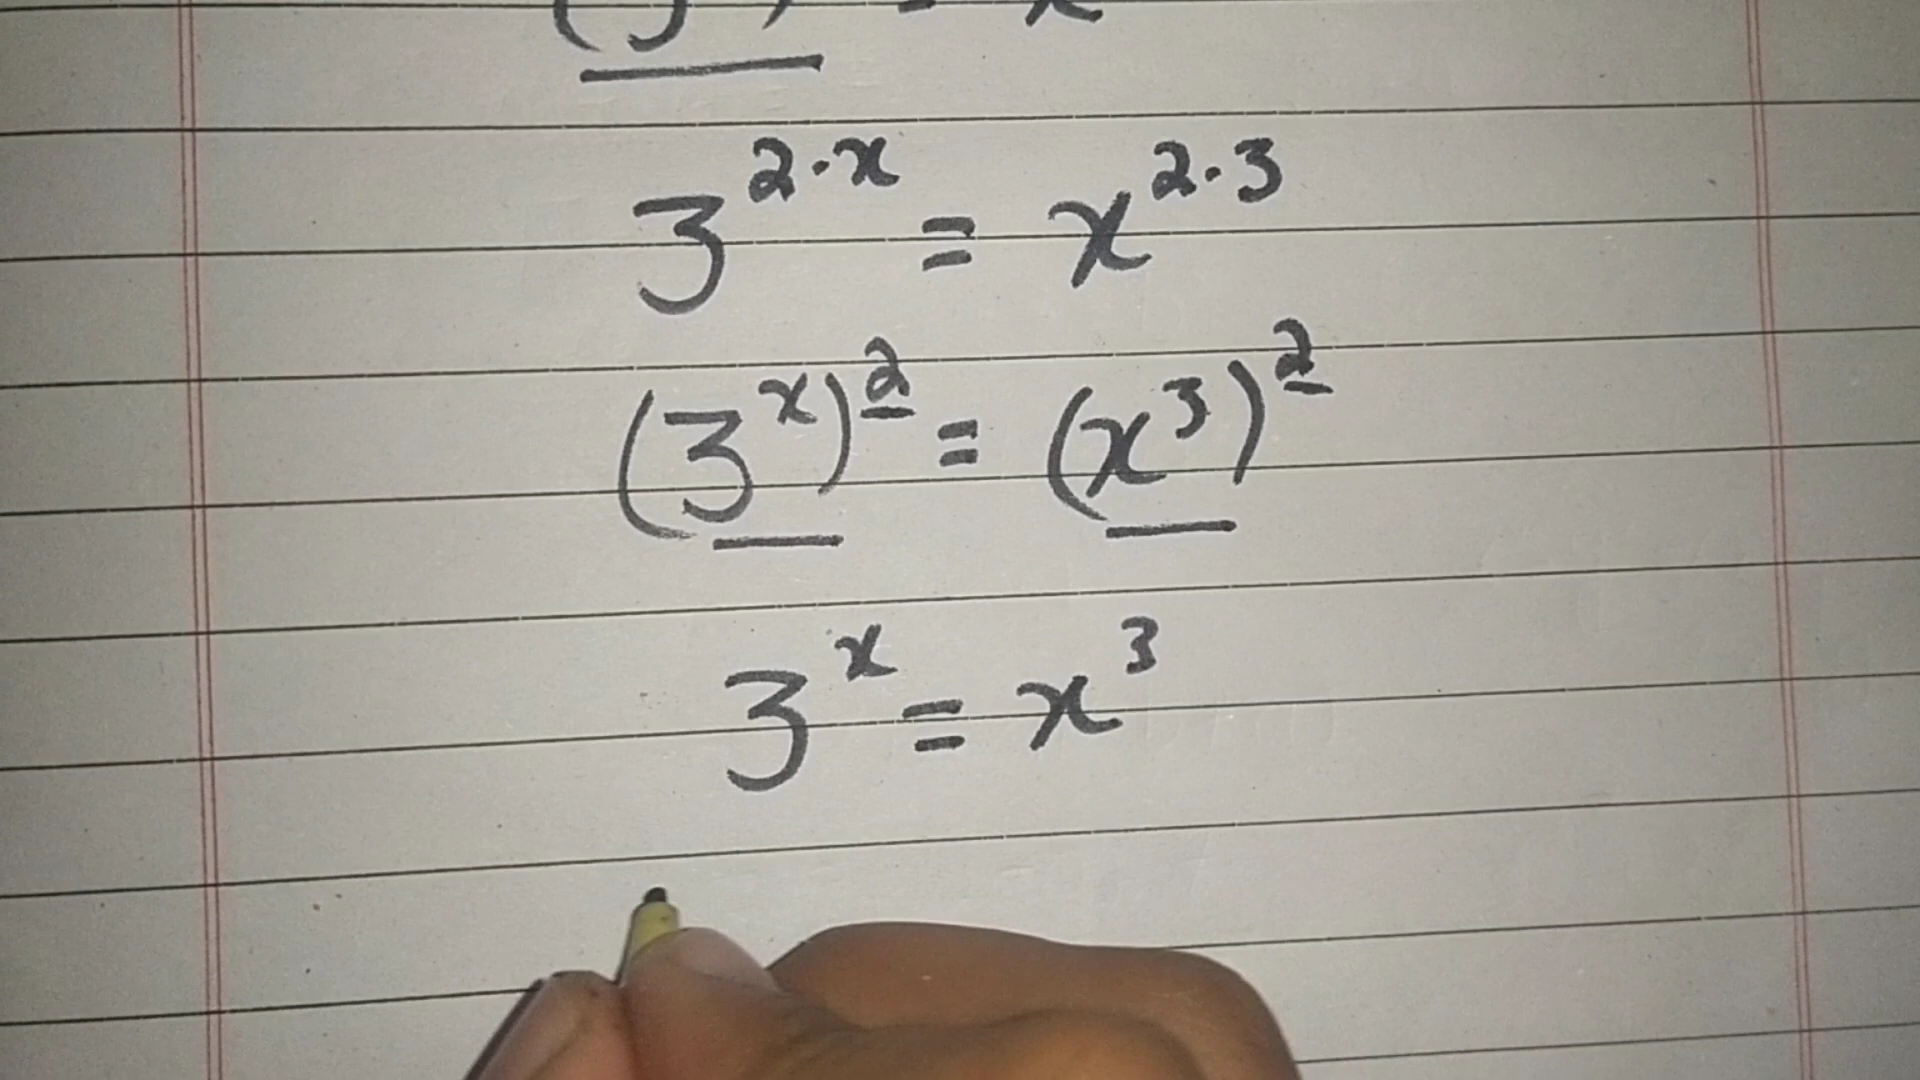 3^{2·x} = x^{2·3}
(3^x)^2 = (x^3)^2
3^x = x^3